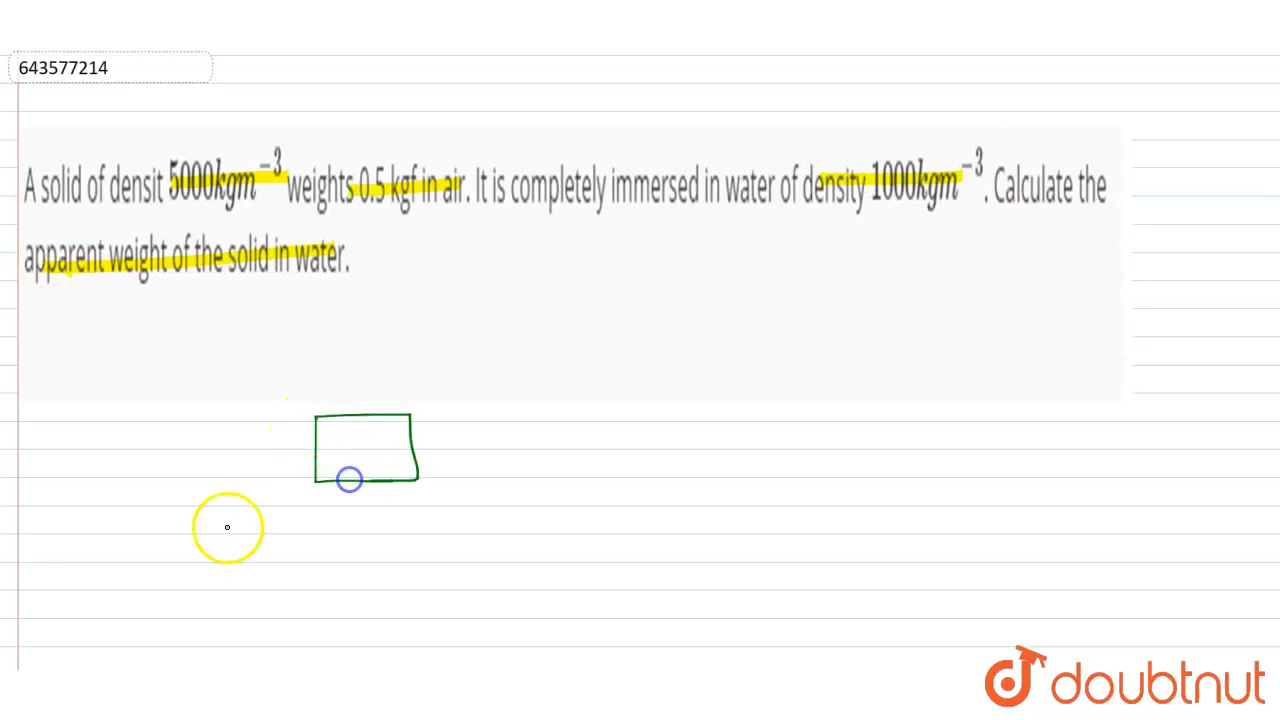 643577214
A solid of densit 5000kgm⁻³ weights 0.5 kgf in air. It is completely immersed in water of density 1000kgm⁻³. Calculate the
apparent weight of the solid in water.
doubtnut